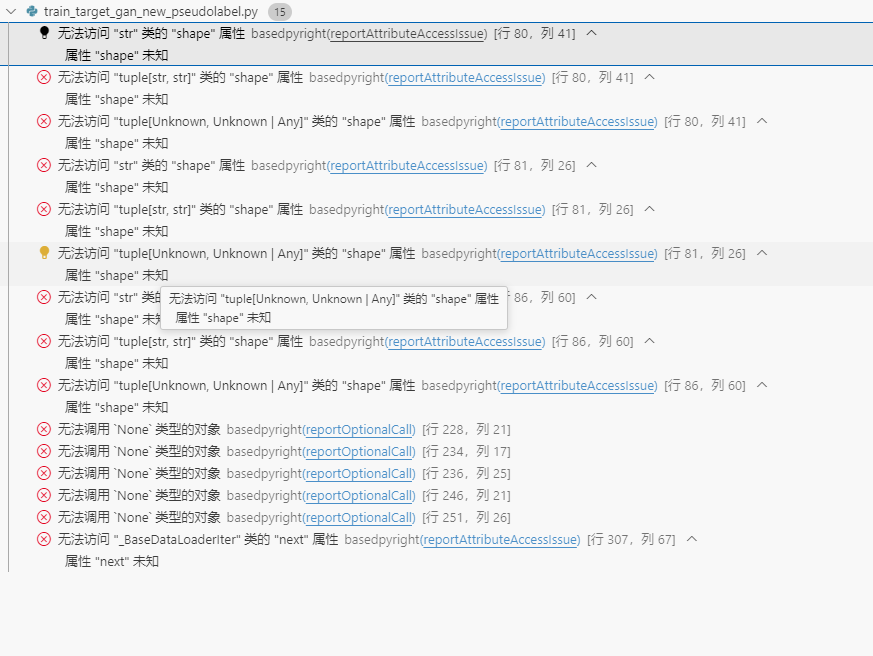 train_target_gan_new_pseudolabel.py 15
无法访问 "str" 类的 "shape" 属性 basedpyright(reportAttributeAccessIssue) [行 80，列 41]
属性 "shape" 未知
无法访问 "tuple[str, str]" 类的 "shape" 属性 basedpyright(reportAttributeAccessIssue) [行 80，列 41]
属性 "shape" 未知
无法访问 "tuple[Unknown, Unknown | Any]" 类的 "shape" 属性 basedpyright(reportAttributeAccessIssue) [行 80，列 41]
属性 "shape" 未知
无法访问 "str" 类的 "shape" 属性 basedpyright(reportAttributeAccessIssue) [行 81，列 26]
属性 "shape" 未知
无法访问 "tuple[str, str]" 类的 "shape" 属性 basedpyright(reportAttributeAccessIssue) [行 81，列 26]
属性 "shape" 未知
无法访问 "tuple[Unknown, Unknown | Any]" 类的 "shape" 属性 basedpyright(reportAttributeAccessIssue) [行 81，列 26]
属性 "shape" 未知
无法访问 "str" 86，列 60]
无法访问 "tuple[Unknown, Unknown | Any]" 类的 "shape" 属性
属性 "shape"
属性 "shape" 未知
无法访问 "tuple[str, str]" 类的 "shape" 属性 basedpyright(reportAttributeAccessIssue) [行 86，列 60]
属性 "shape" 未知
无法访问 "tuple[Unknown, Unknown | Any]" 类的 "shape" 属性 basedpyright(reportAttributeAccessIssue) [行 86，列 60]
属性 "shape" 未知
无法调用 `None` 类型的对象 basedpyright(reportOptionalCall) [行 228，列 21]
无法调用 `None` 类型的对象 basedpyright(reportOptionalCall) [行 234，列 17]
无法调用 `None` 类型的对象 basedpyright(reportOptionalCall) [行 236，列 25]
无法调用 `None` 类型的对象 basedpyright(reportOptionalCall) [行 246，列 21]
无法调用 `None` 类型的对象 basedpyright(reportOptionalCall) [行 251，列 26]
无法访问 "_BaseDataLoaderIter" 类的 "next" 属性 basedpyright(reportAttributeAccessIssue) [行 307，列 67]
属性 "next" 未知